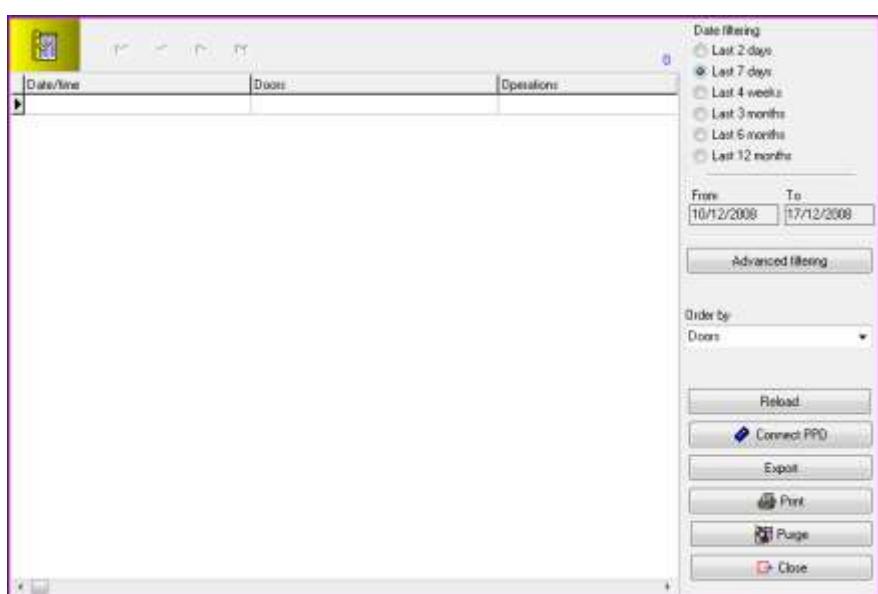 0
Date/time Doors Operations
Date filtering
Last 2 days
Last 7 days
Last 4 weeks
Last 3 months
Last 6 months
Last 12 months
From To
10/12/2008 17/12/2008
Advanced filtering
Order by
Doors
Reload
Connect PPD
Export
Print
Purge
Close